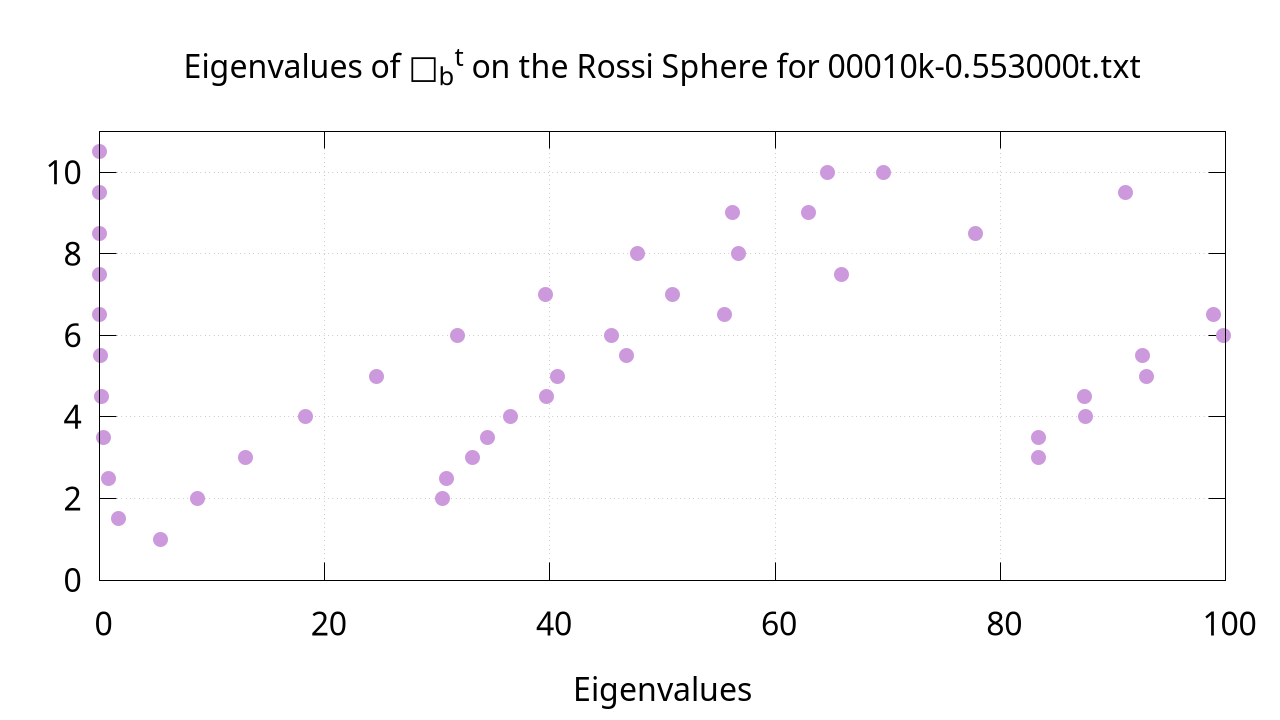 Eigenvalues of □_b^t on the Rossi Sphere for 00010k-0.553000t.txt
10
8
6
4
2
0
0 20 40 60 80 100
Eigenvalues